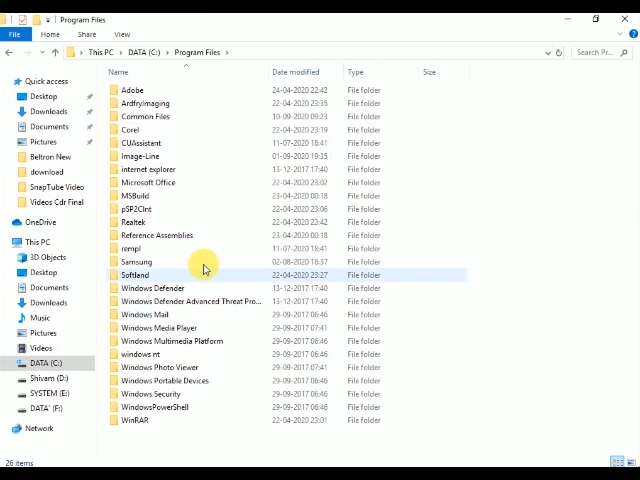 Program Files
File Home Share View
This PC DATA (C:) Program Files Search Pr...
Name Date modified Type Size
Quick access
Desktop
Downloads
Documents
Pictures
Beltron New
download
SnapTube Video
Videos Cdr Final
OneDrive
This PC
3D Objects
Desktop
Documents
Downloads
Music
Pictures
Videos
DATA (C:)
Shivam (D:)
SYSTEM (E:)
DATA' (F:)
Network
Adobe 24-04-2020 22:42 File folder
ArdfryImaging 22-04-2020 23:35 File folder
Common Files 10-09-2020 09:23 File folder
Corel 22-04-2020 23:19 File folder
CUAssistant 11-07-2020 18:41 File folder
Image-Line 01-09-2020 19:35 File folder
internet explorer 13-12-2017 17:40 File folder
Microsoft Office 22-04-2020 23:02 File folder
MSBuild 23-04-2020 00:18 File folder
pSP2CInt 22-04-2020 23:06 File folder
Realtek 22-04-2020 23:42 File folder
Reference Assemblies 23-04-2020 00:18 File folder
rempl 11-07-2020 18:41 File folder
Samsung 02-08-2020 18:37 File folder
Softland 22-04-2020 23:27 File folder
Windows Defender 13-12-2017 17:40 File folder
Windows Defender Advanced Threat Pro... 13-12-2017 17:40 File folder
Windows Mail 29-09-2017 06:46 File folder
Windows Media Player 29-09-2017 07:41 File folder
Windows Multimedia Platform 29-09-2017 06:46 File folder
windows nt 29-09-2017 06:46 File folder
Windows Photo Viewer 29-09-2017 07:41 File folder
Windows Portable Devices 29-09-2017 06:46 File folder
Windows Security 29-09-2017 06:46 File folder
WindowsPowerShell 29-09-2017 06:46 File folder
WinRAR 22-04-2020 23:01 File folder
26 items